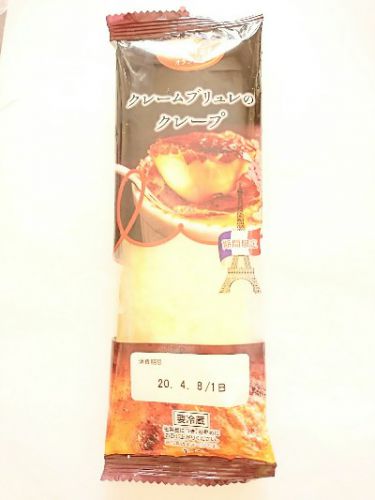 クレームブリュレの
クレープ
期間限定
消費期限
20. 4. 8/1日
要冷蔵